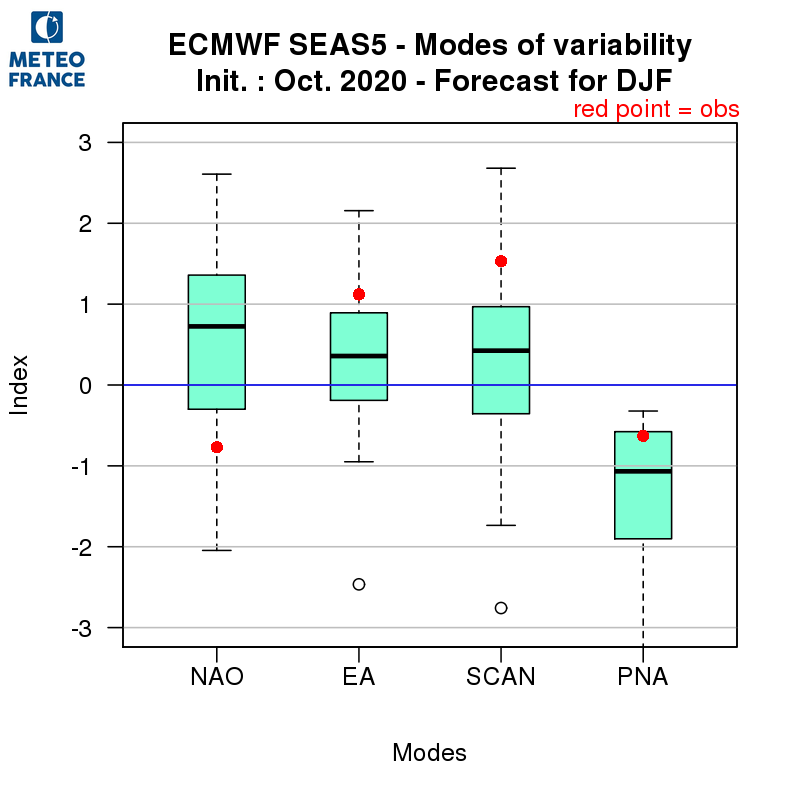 METEO
FRANCE
ECMWF SEAS5 - Modes of variability
Init. : Oct. 2020 - Forecast for DJF
red point = obs
3
2
1
0
-1
-2
-3
Index
NAO EA SCAN PNA
Modes